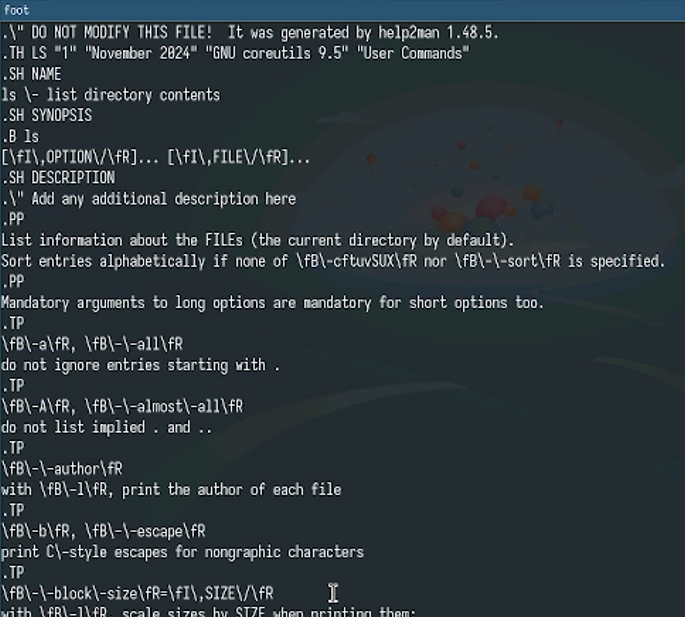 foot
.\" DO NOT MODIFY THIS FILE!  It was generated by help2man 1.48.5.
.TH LS "1" "November 2024" "GNU coreutils 9.5" "User Commands"
.SH NAME
ls \- list directory contents
.SH SYNOPSIS
.B ls
[\fI\,OPTION\/\fR]... [\fI\,FILE\/\fR]...
.SH DESCRIPTION
.\" Add any additional description here
.PP
List information about the FILEs (the current directory by default).
Sort entries alphabetically if none of \fB\-cftuvSUX\fR nor \fB\-\-sort\fR is specified.
.PP
Mandatory arguments to long options are mandatory for short options too.
.TP
\fB\-a\fR, \fB\-\-all\fR
do not ignore entries starting with .
.TP
\fB\-A\fR, \fB\-\-almost\-all\fR
do not list implied . and ..
.TP
\fB\-\-author\fR
with \fB\-l\fR, print the author of each file
.TP
\fB\-b\fR, \fB\-\-escape\fR
print C\-style escapes for nongraphic characters
.TP
\fB\-\-block\-size\fR=\fI\,SIZE\/\fR
with \fB\-l\fR, scale sizes by SIZE when printing them;